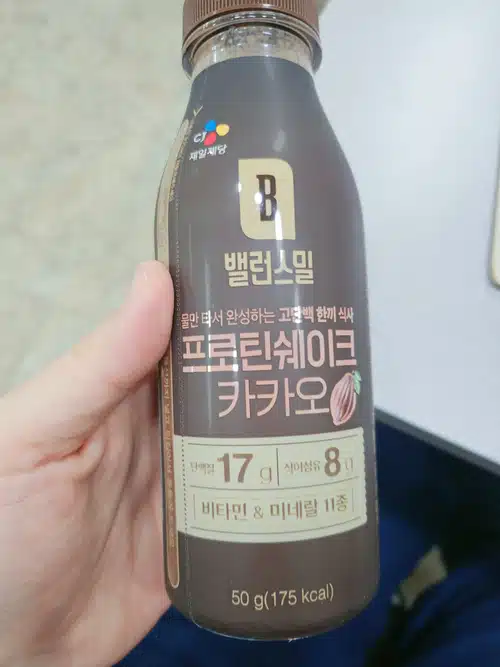 CJ
제일제당
B
밸런스밀
물만 타서 완성하는 고단백 한끼 식사
프로틴쉐이크
카카오
단백질 17 g 식이섬유 8 g
비타민 & 미네랄 11종
50 g(175 kcal)